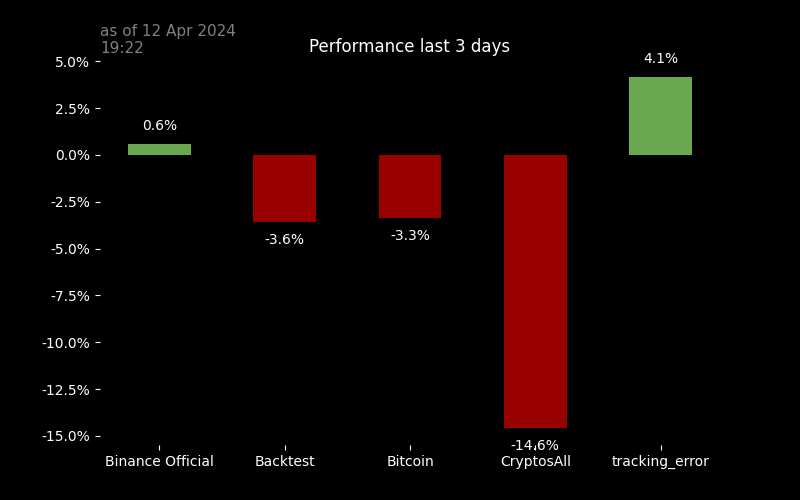 as of 12 Apr 2024
19:22
Performance last 3 days
5.0%
2.5%
0.0%
-2.5%
-5.0%
-7.5%
-10.0%
-12.5%
-15.0%
0.6%
-3.6%
-3.3%
-14.6%
4.1%
Binance Official
Backtest
Bitcoin
CryptosAll
tracking_error